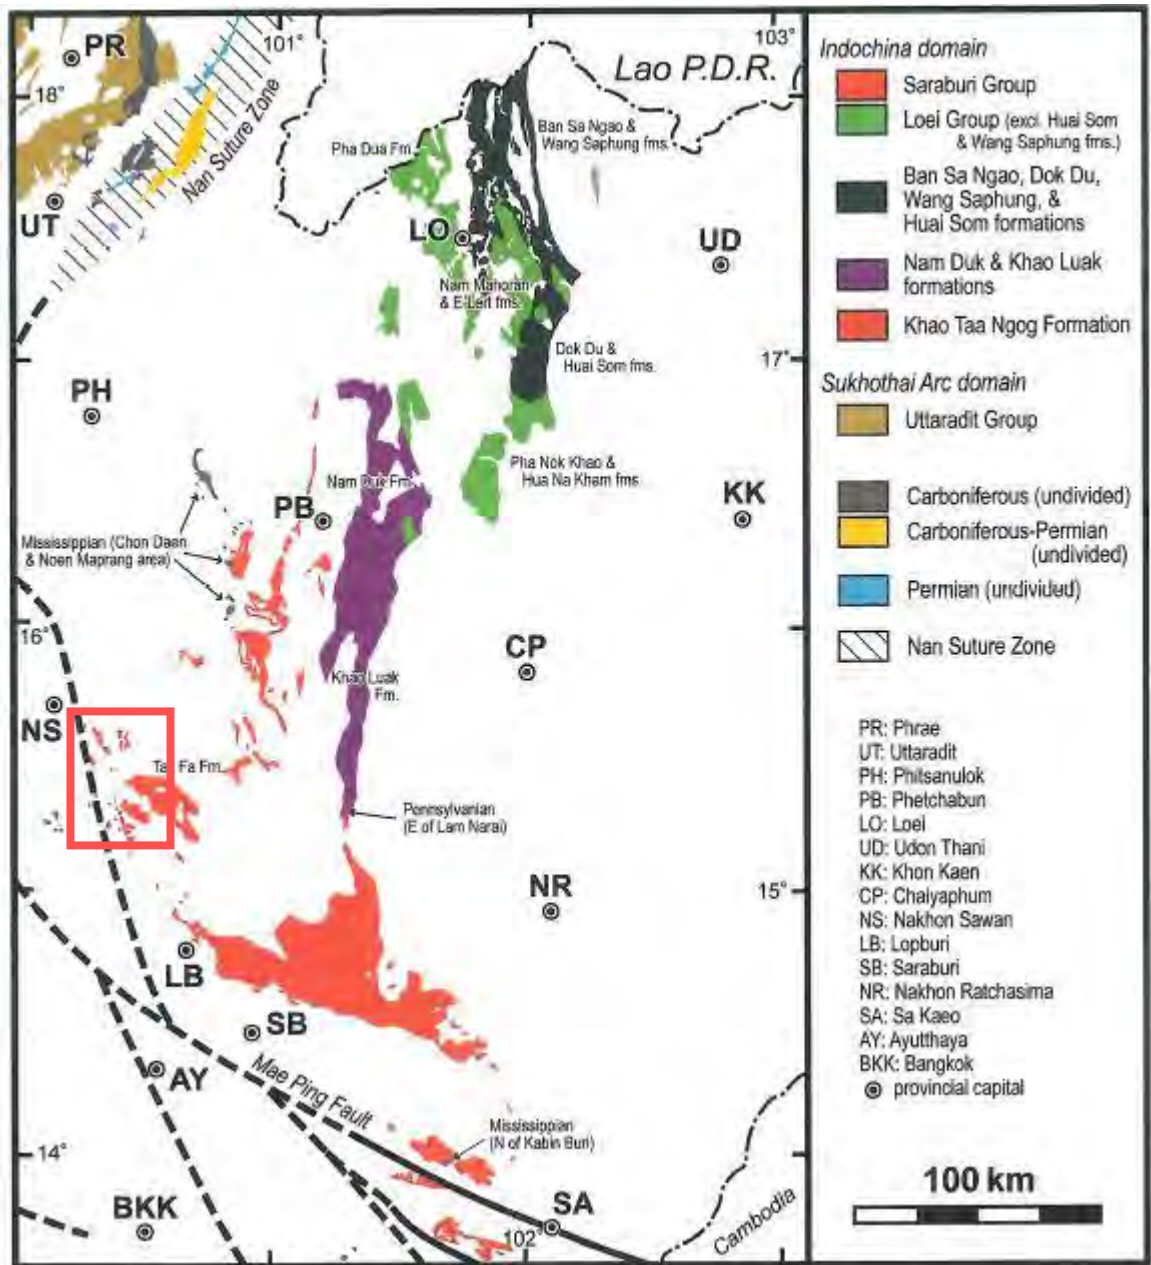 PR
101°
103°
Lao P.D.R.
18°
Nan Suture Zone
Pha Dua Fm.
Ban Sa Ngao &
Wang Saphung fms.
UT
LO
UD
Nam Mahoran
& E-Lert fms.
Dok Du &
Huai Som fms.
17°
PH
Pha Nok Khao &
Hua Na Kham fms.
Nam Duk Fm.
PB
KK
Mississippian (Chon Daen
& Noen Maprang area)
16°
CP
Khao Luak
Fm.
NS
Tak Fa Fm.
Pennsylvanian
(E of Lam Narai)
NR
15°
LB
SB
Mae Ping Fault
AY
Mississippian
(N of Kabin Buri)
14°
BKK
SA
102°
Cambodia
Indochina domain
Saraburi Group
Loei Group (excl. Huai Som
& Wang Saphung fms.)
Ban Sa Ngao, Dok Du,
Wang Saphung, &
Huai Som formations
Nam Duk & Khao Luak
formations
Khao Taa Ngog Formation
Sukhothai Arc domain
Uttaradit Group
Carboniferous (undivided)
Carboniferous-Permian
(undivided)
Permian (undivided)
Nan Suture Zone
PR: Phrae
UT: Uttaradit
PH: Phitsanulok
PB: Phetchabun
LO: Loei
UD: Udon Thani
KK: Khon Kaen
CP: Chaiyaphum
NS: Nakhon Sawan
LB: Lopburi
SB: Saraburi
NR: Nakhon Ratchasima
SA: Sa Kaeo
AY: Ayutthaya
BKK: Bangkok
provincial capital
100 km